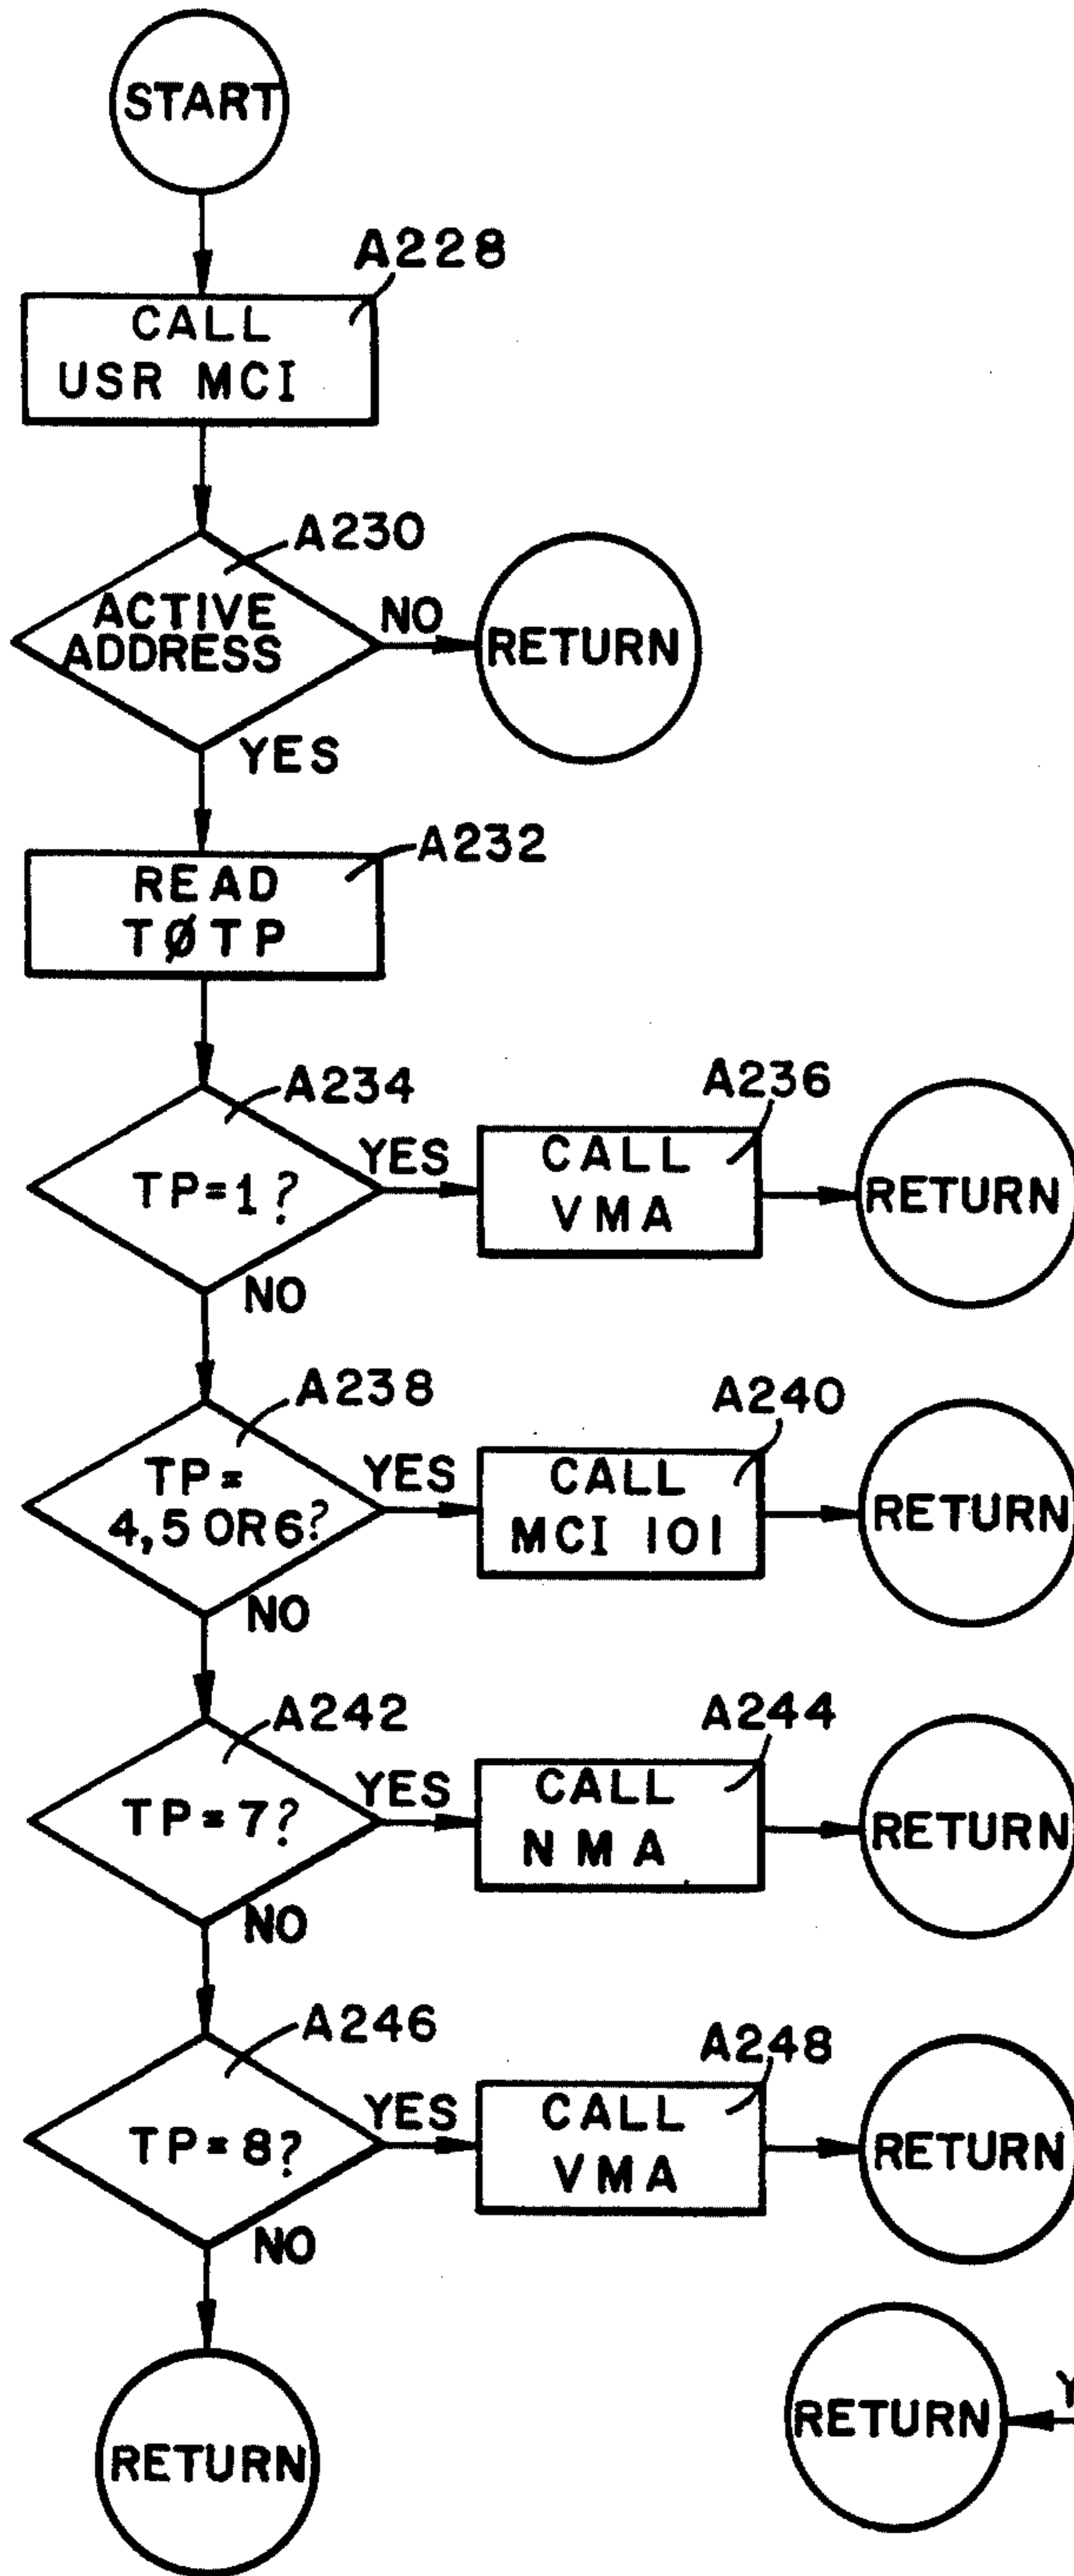 START
A228
CALL
USR MCI
A230
ACTIVE
ADDRESS
NO
RETURN
YES
A232
READ
TØTP
A234
TP=1?
YES
A236
CALL
VMA
RETURN
NO
A238
TP=
4,5 OR 6?
YES
A240
CALL
MCI 101
RETURN
NO
A242
TP=7?
YES
A244
CALL
NMA
RETURN
NO
A246
TP=8?
YES
A248
CALL
VMA
RETURN
NO
RETURN
RETURN